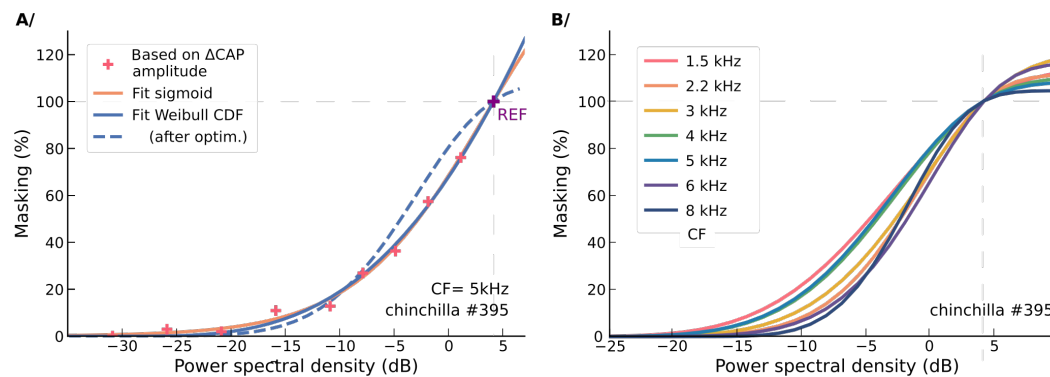 A/
Masking (%)
120
100
80
60
40
20
0
Based on ΔCAP
amplitude
Fit sigmoid
Fit Weibull CDF
(after optim.)
REF
CF= 5kHz
chinchilla #395
−30 −25 −20 −15 −10 −5 0 5
Power spectral density (dB)
B/
Masking (%)
120
100
80
60
40
20
0
1.5 kHz
2.2 kHz
3 kHz
4 kHz
5 kHz
6 kHz
8 kHz
CF
chinchilla #395
−25 −20 −15 −10 −5 0 5
Power spectral density (dB)